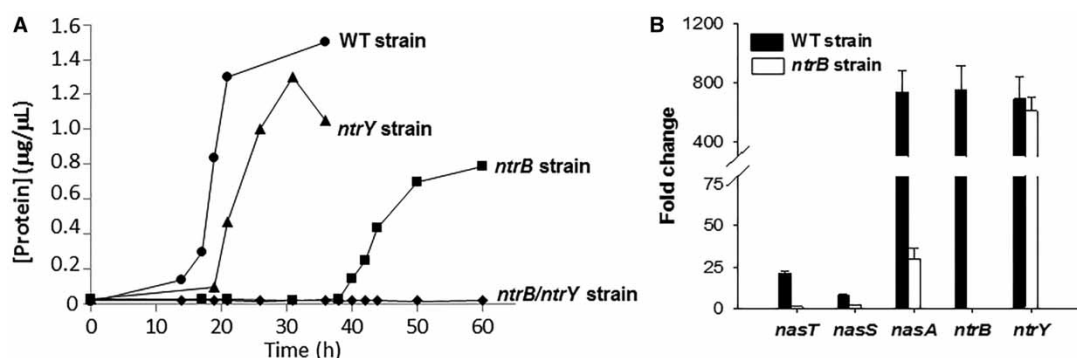 A
[Protein] (µg/µL)
1.6
1.4
1.2
1.0
0.8
0.6
0.4
0.2
0
WT strain
ntrY strain
ntrB strain
ntrB/ntrY strain
0 10 20 30 40 50 60
Time (h)
B
Fold change
1200
800
400
75
50
25
0
WT strain
ntrB strain
nasT nasS nasA ntrB ntrY